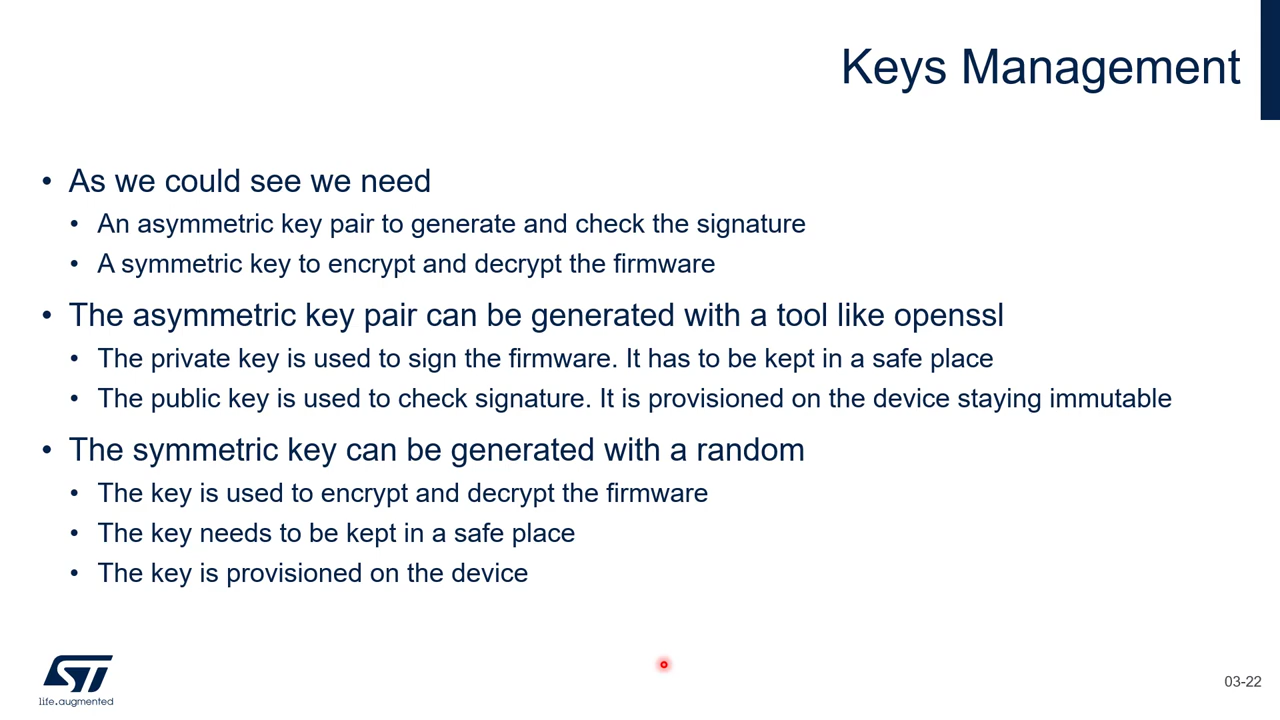 Keys Management
• As we could see we need
• An asymmetric key pair to generate and check the signature
• A symmetric key to encrypt and decrypt the firmware
• The asymmetric key pair can be generated with a tool like openssl
• The private key is used to sign the firmware. It has to be kept in a safe place
• The public key is used to check signature. It is provisioned on the device staying immutable
• The symmetric key can be generated with a random
• The key is used to encrypt and decrypt the firmware
• The key needs to be kept in a safe place
• The key is provisioned on the device
ST
life.augmented
03-22